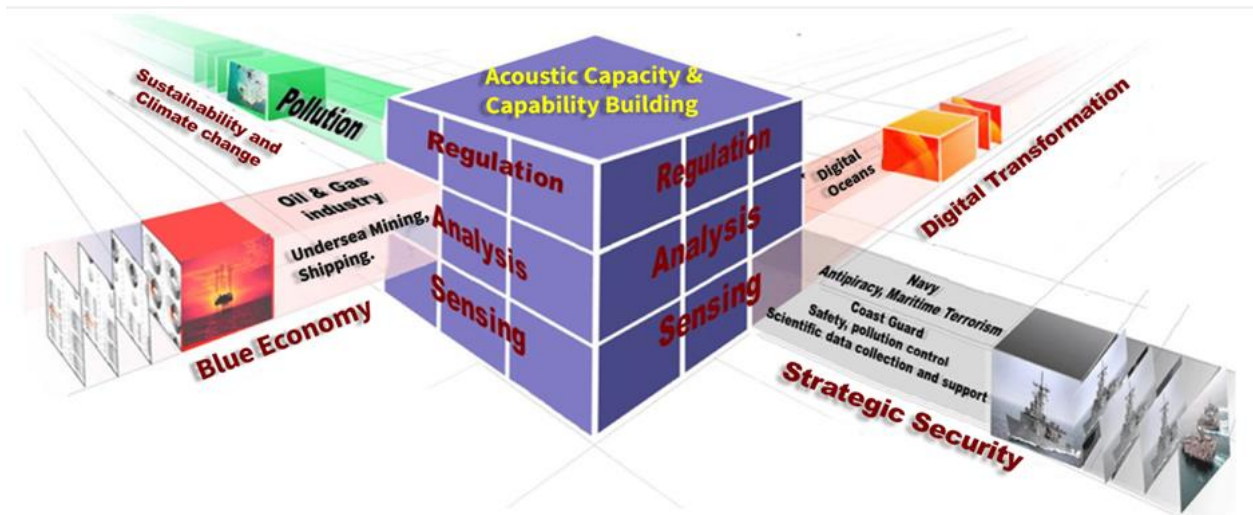 Acoustic Capacity &
Capability Building
Regulation
Analysis
Sensing
Regulation
Analysis
Sensing
Sustainability and
Climate change
Pollution
Oil & Gas
industry
Undersea Mining,
Shipping.
Blue Economy
Digital
Oceans
Digital Transformation
Navy
Antipiracy, Maritime Terrorism
Coast Guard
Safety, pollution control
Scientific data collection and support
Strategic Security